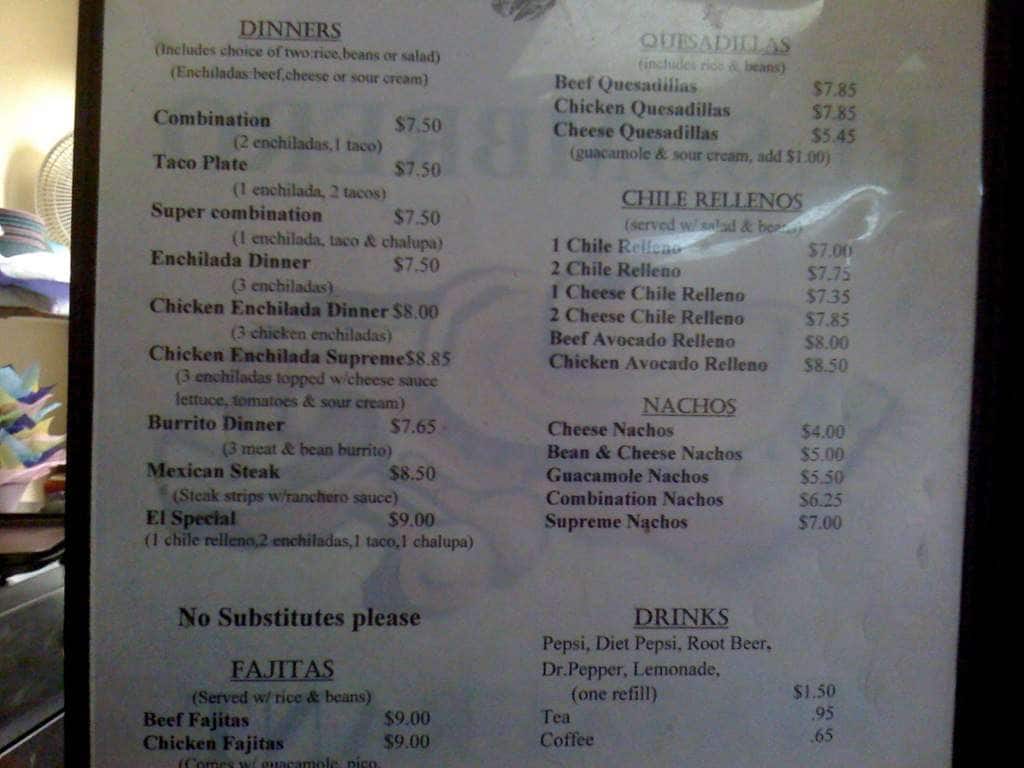 DINNERS
(Includes choice of two:rice,beans or salad)
(Enchiladas:beef,cheese or sour cream)
Combination $7.50
(2 enchiladas,1 taco)
Taco Plate $7.50
(1 enchilada, 2 tacos)
Super combination $7.50
(1 enchilada, taco & chalupa)
Enchilada Dinner $7.50
(3 enchiladas)
Chicken Enchilada Dinner $8.00
(3 chicken enchiladas)
Chicken Enchilada Supreme$8.85
(3 enchiladas topped w/cheese sauce
lettuce, tomatoes & sour cream)
Burrito Dinner $7.65
(3 meat & bean burrito)
Mexican Steak $8.50
(Steak strips w/ranchero sauce)
El Special $9.00
(1 chile relleno,2 enchiladas,1 taco,1 chalupa)
No Substitutes please
FAJITAS
(Served w/ rice & beans)
Beef Fajitas $9.00
Chicken Fajitas $9.00
(Comes w/ guacamole, pico,
QUESADILLAS
(includes rice & beans)
Beef Quesadillas $7.85
Chicken Quesadillas $7.85
Cheese Quesadillas $5.45
(guacamole & sour cream, add $1.00)
CHILE RELLENOS
(served w/ salad & beans)
1 Chile Relleno $7.00
2 Chile Relleno $7.75
1 Cheese Chile Relleno $7.35
2 Cheese Chile Relleno $7.85
Beef Avocado Relleno $8.00
Chicken Avocado Relleno $8.50
NACHOS
Cheese Nachos $4.00
Bean & Cheese Nachos $5.00
Guacamole Nachos $5.50
Combination Nachos $6.25
Supreme Nachos $7.00
DRINKS
Pepsi, Diet Pepsi, Root Beer,
Dr.Pepper, Lemonade,
(one refill) $1.50
Tea .95
Coffee .65